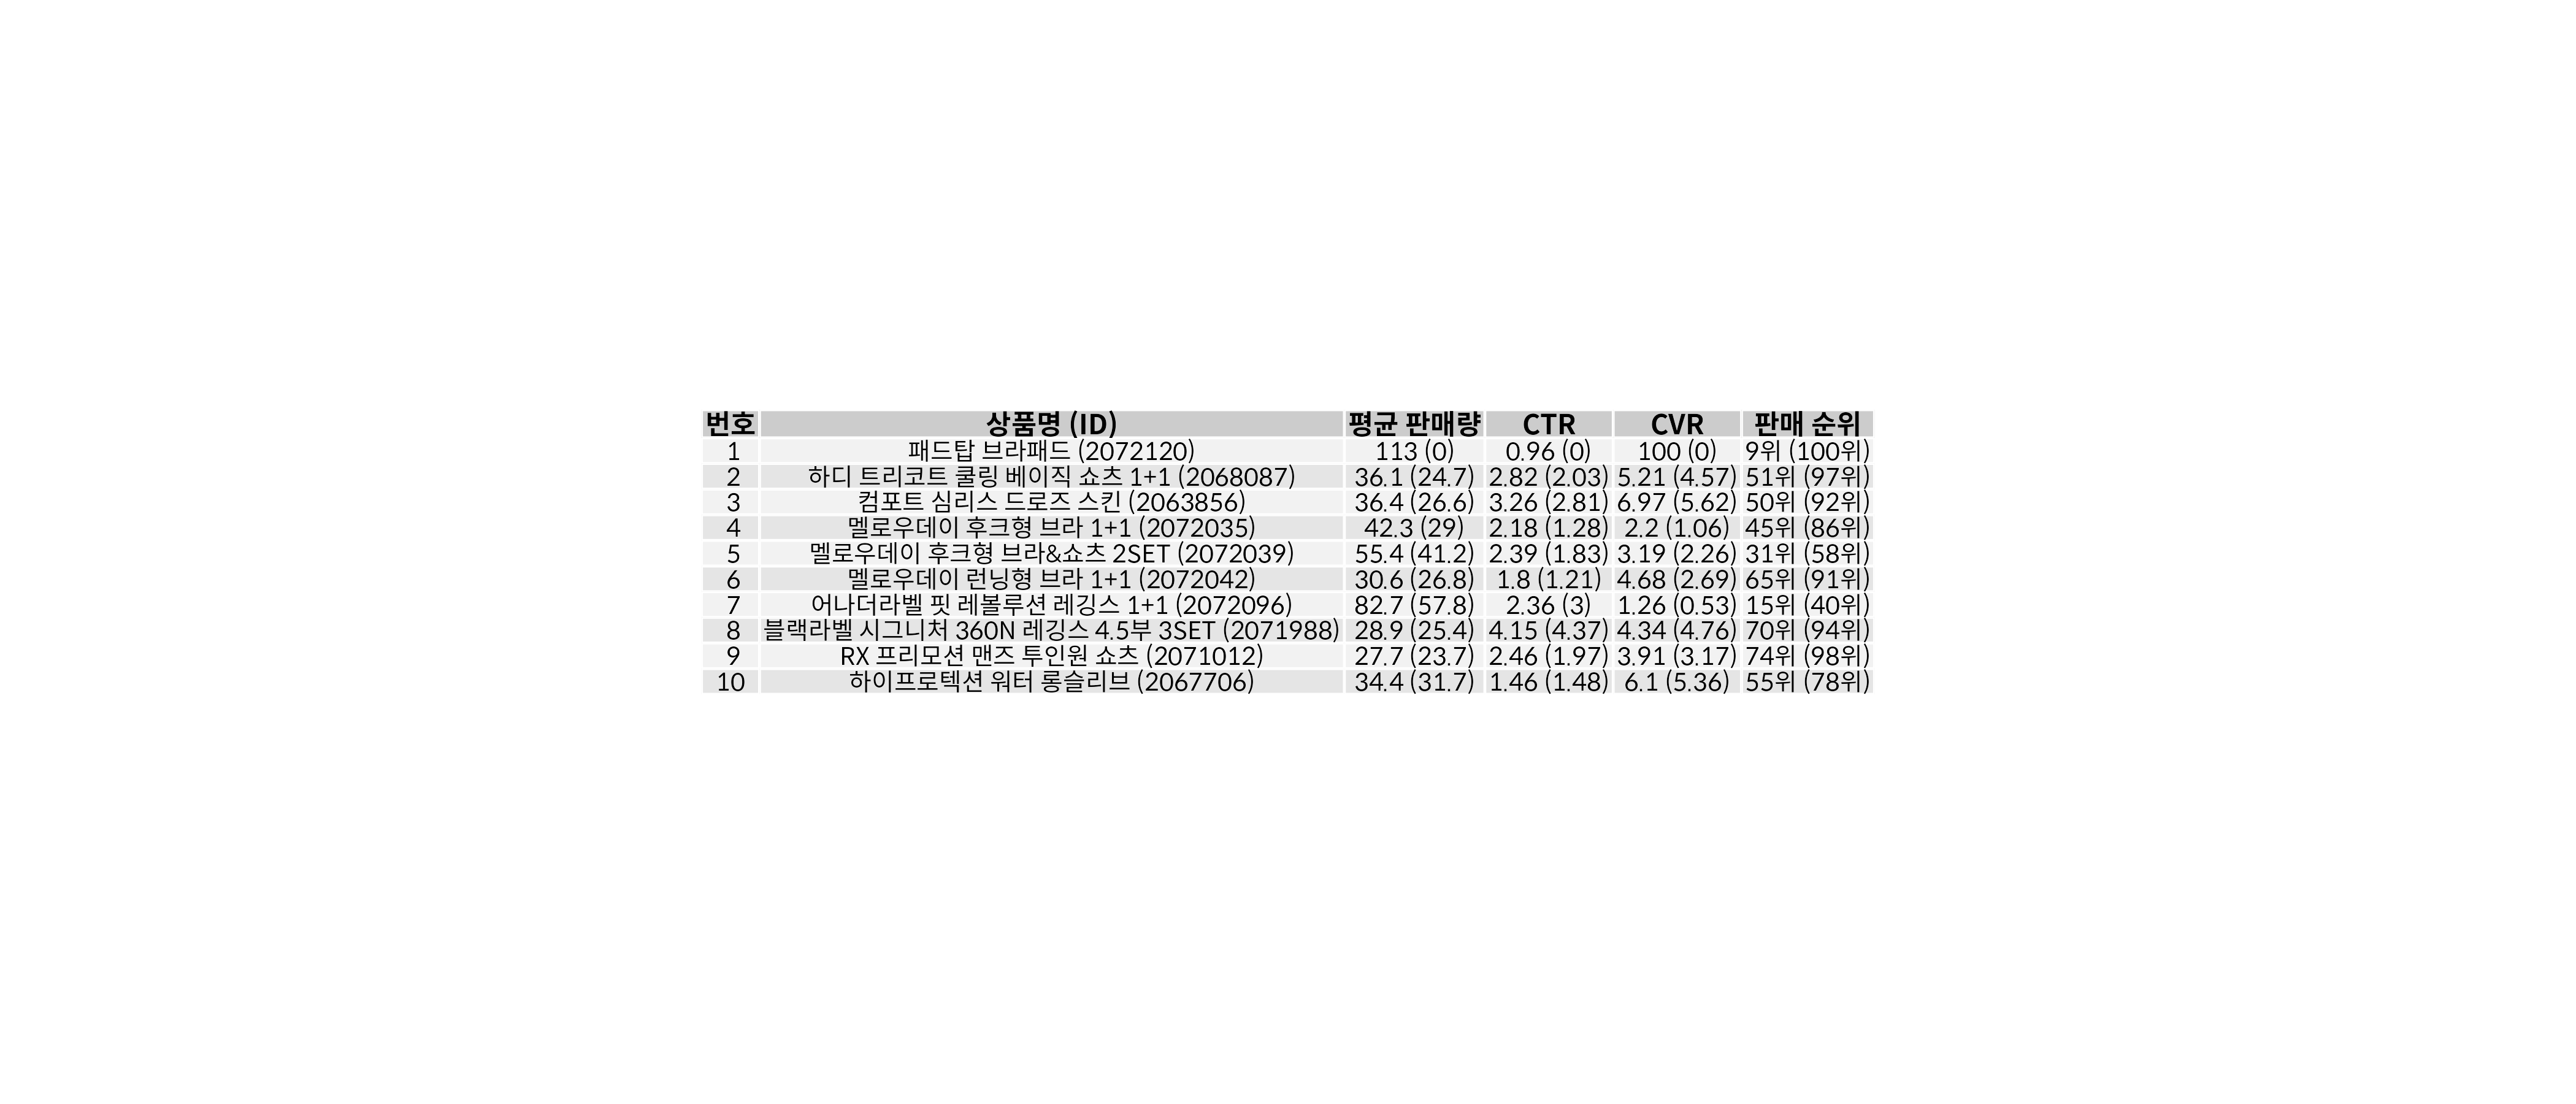 번호 상품명 (ID) 평균 판매량 CTR CVR 판매 순위
1 패드탑 브라패드 (2072120) 113 (0) 0.96 (0) 100 (0) 9위 (100위)
2 하디 트리코트 쿨링 베이직 쇼츠 1+1 (2068087) 36.1 (24.7) 2.82 (2.03) 5.21 (4.57) 51위 (97위)
3 컴포트 심리스 드로즈 스킨 (2063856) 36.4 (26.6) 3.26 (2.81) 6.97 (5.62) 50위 (92위)
4 멜로우데이 후크형 브라 1+1 (2072035) 42.3 (29) 2.18 (1.28) 2.2 (1.06) 45위 (86위)
5 멜로우데이 후크형 브라&쇼츠 2SET (2072039) 55.4 (41.2) 2.39 (1.83) 3.19 (2.26) 31위 (58위)
6 멜로우데이 런닝형 브라 1+1 (2072042) 30.6 (26.8) 1.8 (1.21) 4.68 (2.69) 65위 (91위)
7 어나더라벨 핏 레볼루션 레깅스 1+1 (2072096) 82.7 (57.8) 2.36 (3) 1.26 (0.53) 15위 (40위)
8 블랙라벨 시그니처 360N 레깅스 4.5부 3SET (2071988) 28.9 (25.4) 4.15 (4.37) 4.34 (4.76) 70위 (94위)
9 RX 프리모션 맨즈 투인원 쇼츠 (2071012) 27.7 (23.7) 2.46 (1.97) 3.91 (3.17) 74위 (98위)
10 하이프로텍션 워터 롱슬리브 (2067706) 34.4 (31.7) 1.46 (1.48) 6.1 (5.36) 55위 (78위)